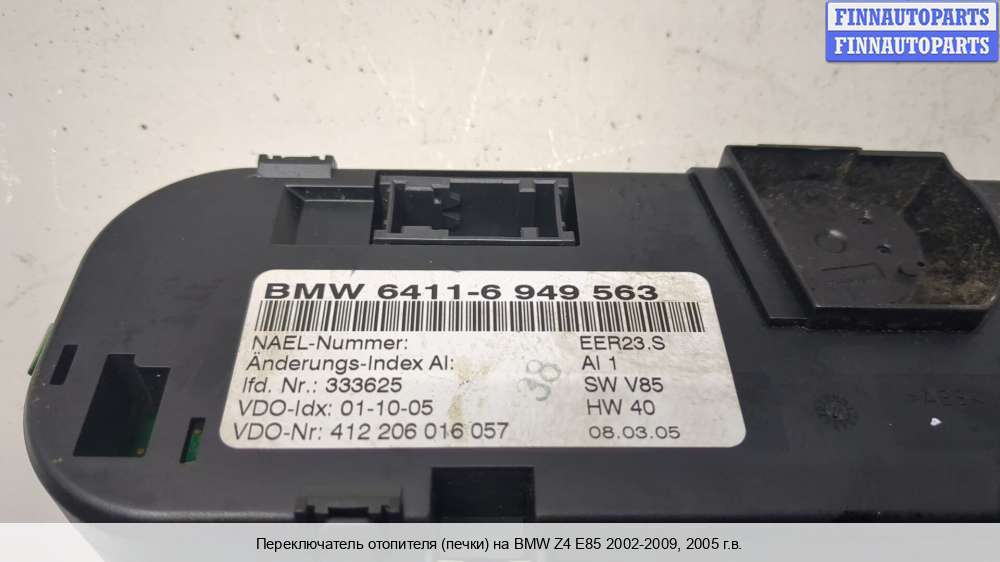 FINNAUTOPARTS
FINNAUTOPARTS
BMW 6411-6 949 563
NAEL-Nummer: EER23.S
Änderungs-Index AI: AI 1
lfd. Nr.: 333625 SW V85
VDO-Idx: 01-10-05 HW 40
VDO-Nr: 412 206 016 057 08.03.05
38
Переключатель отопителя (печки) на BMW Z4 E85 2002-2009, 2005 г.в.